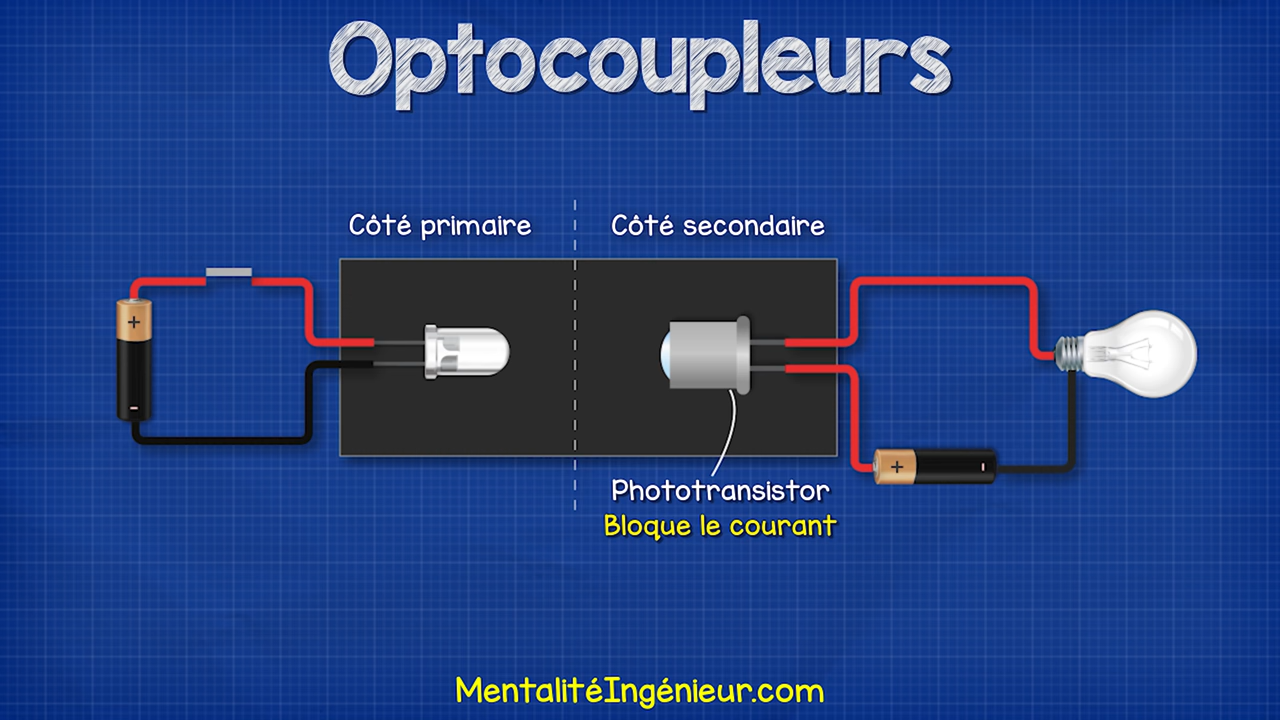 Optocoupleurs
Côté primaire
Côté secondaire
+
-
+
-
Phototransistor
Bloque le courant
MentalitéIngénieur.com